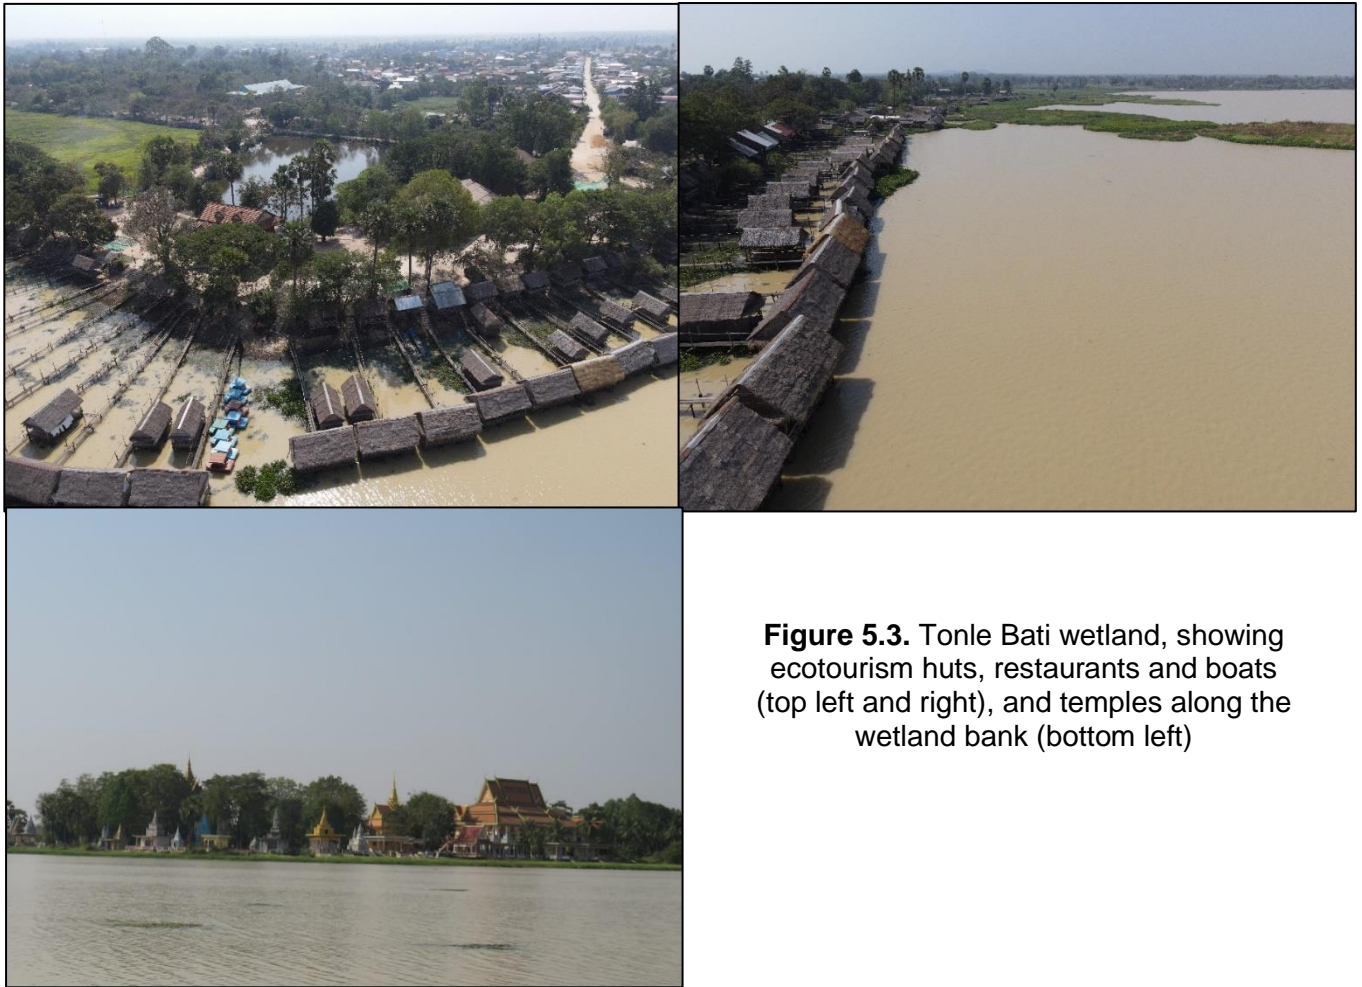 Figure 5.3. Tonle Bati wetland, showing
ecotourism huts, restaurants and boats
(top left and right), and temples along the
wetland bank (bottom left)